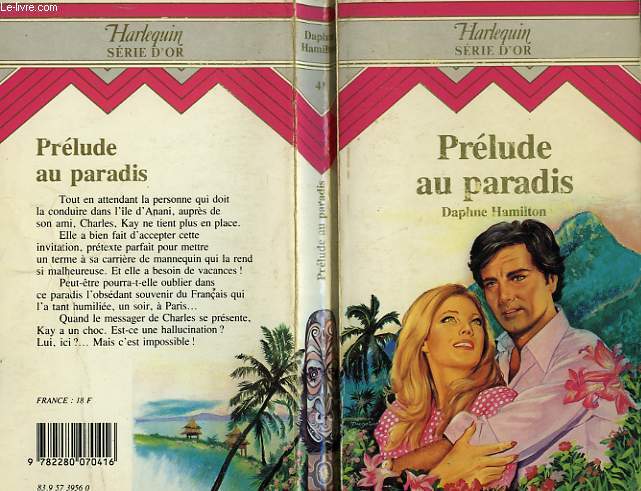 Le-livre.com
Harlequin
SÉRIE D'OR
Prélude
au paradis
Tout en attendant la personne qui doit
la conduire dans l'île d'Anani, auprès de
son ami, Charles, Kay ne tient plus en place.
Elle a bien fait d'accepter cette
invitation, prétexte parfait pour mettre
un terme à sa carrière de mannequin qui la rend
si malheureuse. Et elle a besoin de vacances !
Peut-être pourra-t-elle oublier dans
ce paradis l'obsédant souvenir du Français qui
l'a tant humiliée, un soir, à Paris...
Quand le messager de Charles se présente,
Kay a un choc. Est-ce une hallucination ?
Lui, ici ?... Mais c'est impossible !
FRANCE : 18 F
9 782280 070416
83.9 57 3956 0
Daphne
Hamilton
Prélude au paradis
Harlequin
SÉRIE D'OR
Prélude
au paradis
Daphne Hamilton